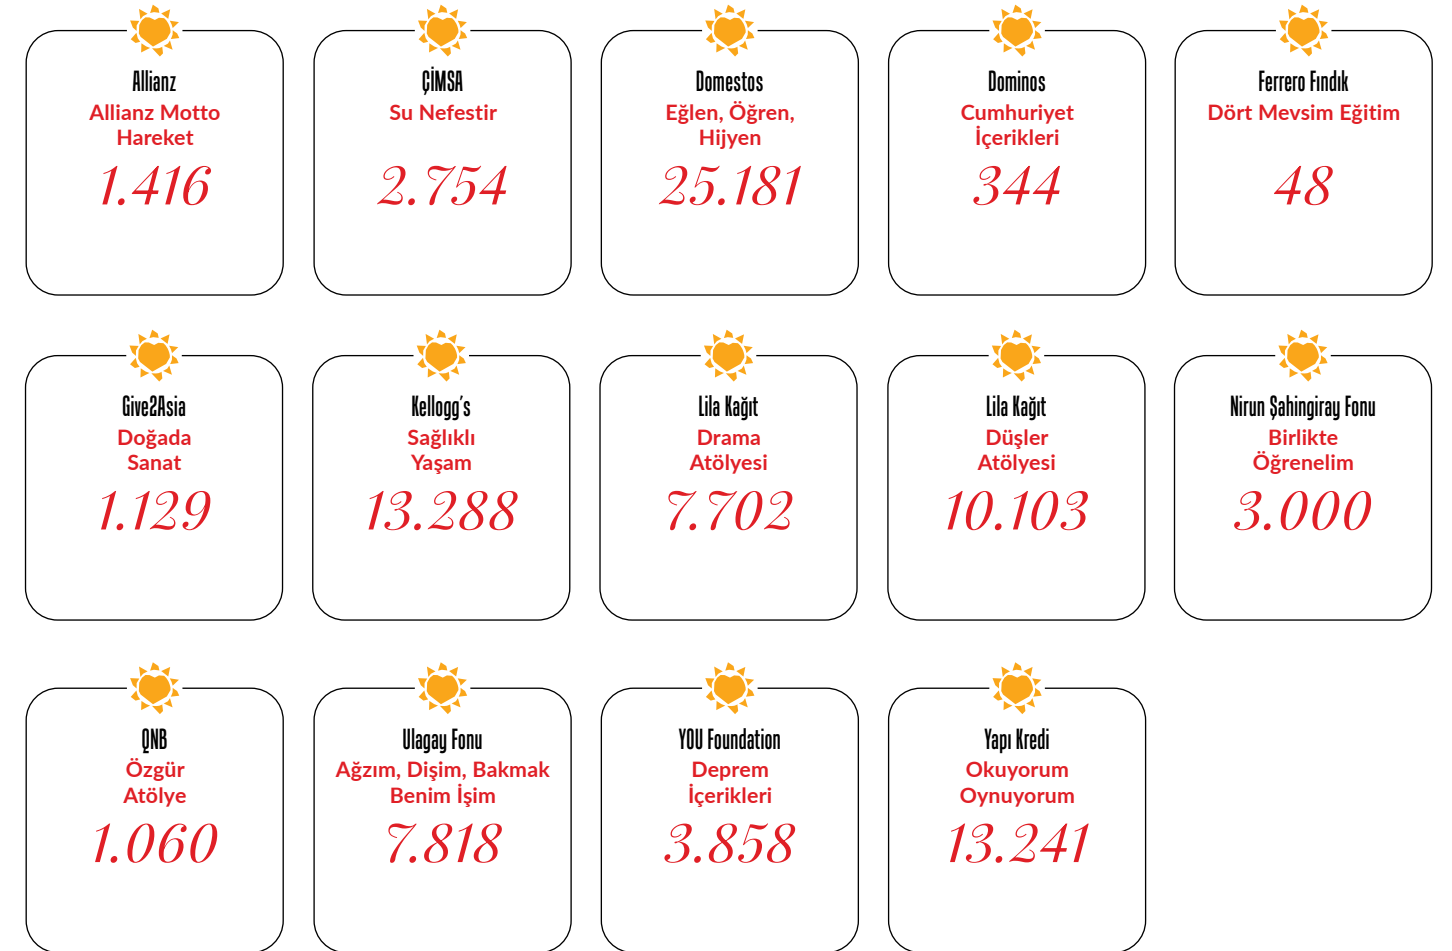 Allianz
Allianz Motto
Hareket
1.416
ÇİMSA
Su Nefestir
2.754
Domestos
Eğlen, Öğren,
Hijyen
25.181
Dominos
Cumhuriyet
İçerikleri
344
Ferrero Fındık
Dört Mevsim Eğitim
48
Give2Asia
Doğada
Sanat
1.129
Kellogg's
Sağlıklı
Yaşam
13.288
Lila Kağıt
Drama
Atölyesi
7.702
Lila Kağıt
Düşler
Atölyesi
10.103
Nirun Şahingiray Fonu
Birlikte
Öğrenelim
3.000
QNB
Özgür
Atölye
1.060
Ulagay Fonu
Ağzım, Dişim, Bakmak
Benim İşim
7.818
YOU Foundation
Deprem
İçerikleri
3.858
Yapı Kredi
Okuyorum
Oynuyorum
13.241